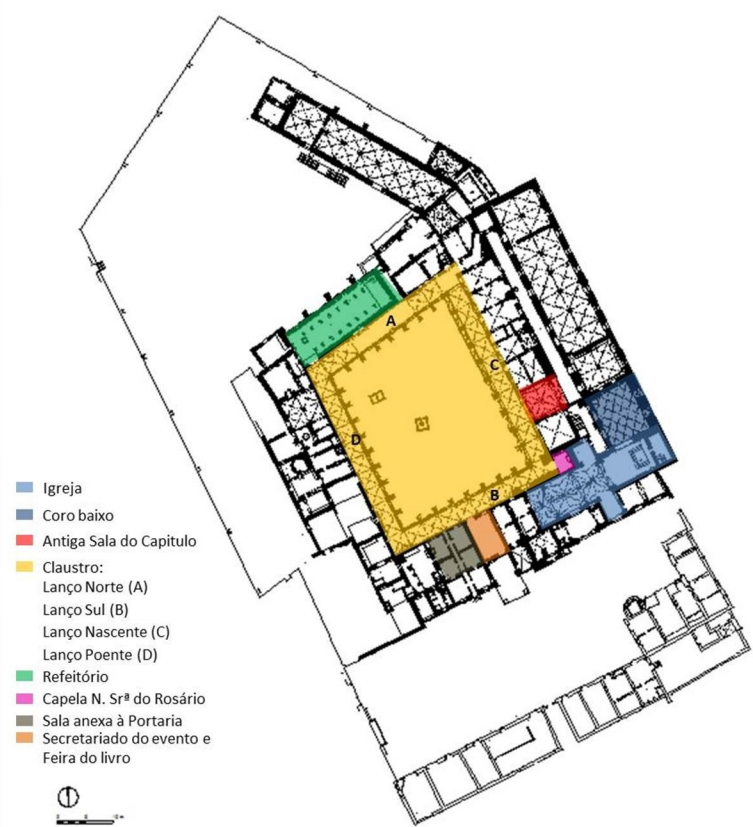 A
C
D
B
Igreja
Coro baixo
Antiga Sala do Capitulo
Claustro:
Lanço Norte (A)
Lanço Sul (B)
Lanço Nascente (C)
Lanço Poente (D)
Refeitório
Capela N. Srª do Rosário
Sala anexa à Portaria
Secretariado do evento e
Feira do livro